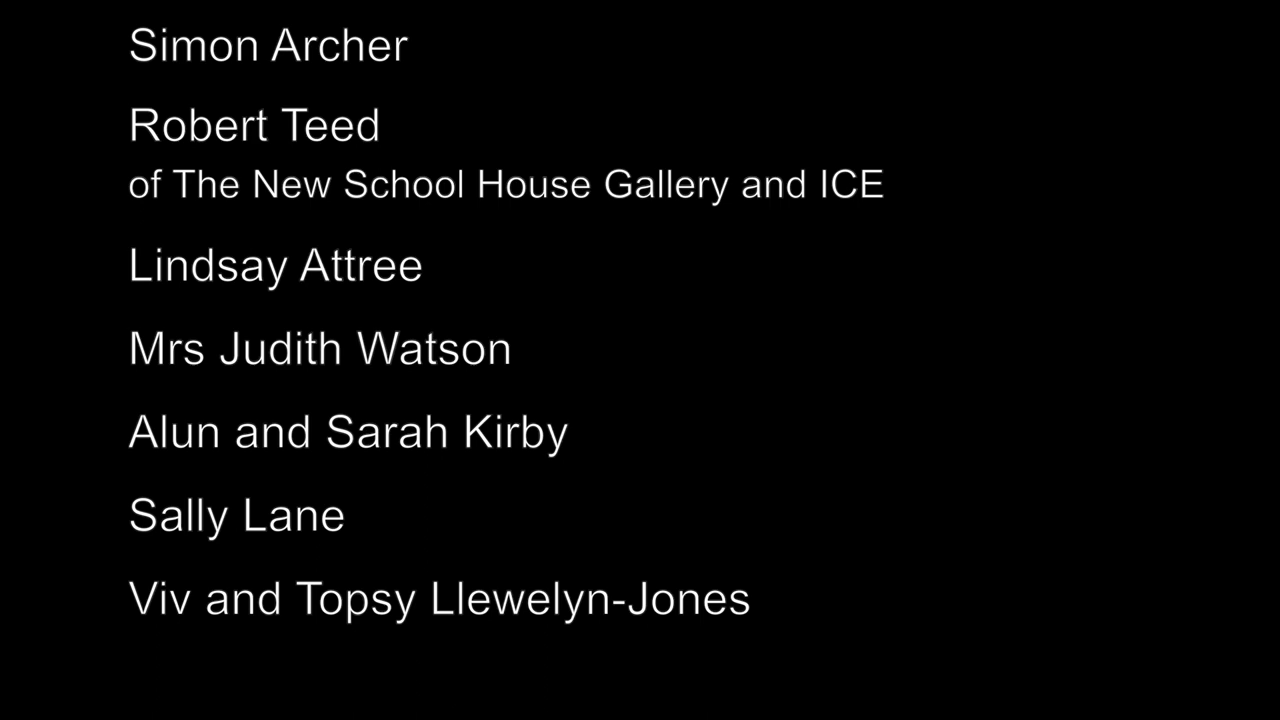 Simon Archer
Robert Teed
of The New School House Gallery and ICE
Lindsay Attree
Mrs Judith Watson
Alun and Sarah Kirby
Sally Lane
Viv and Topsy Llewelyn-Jones